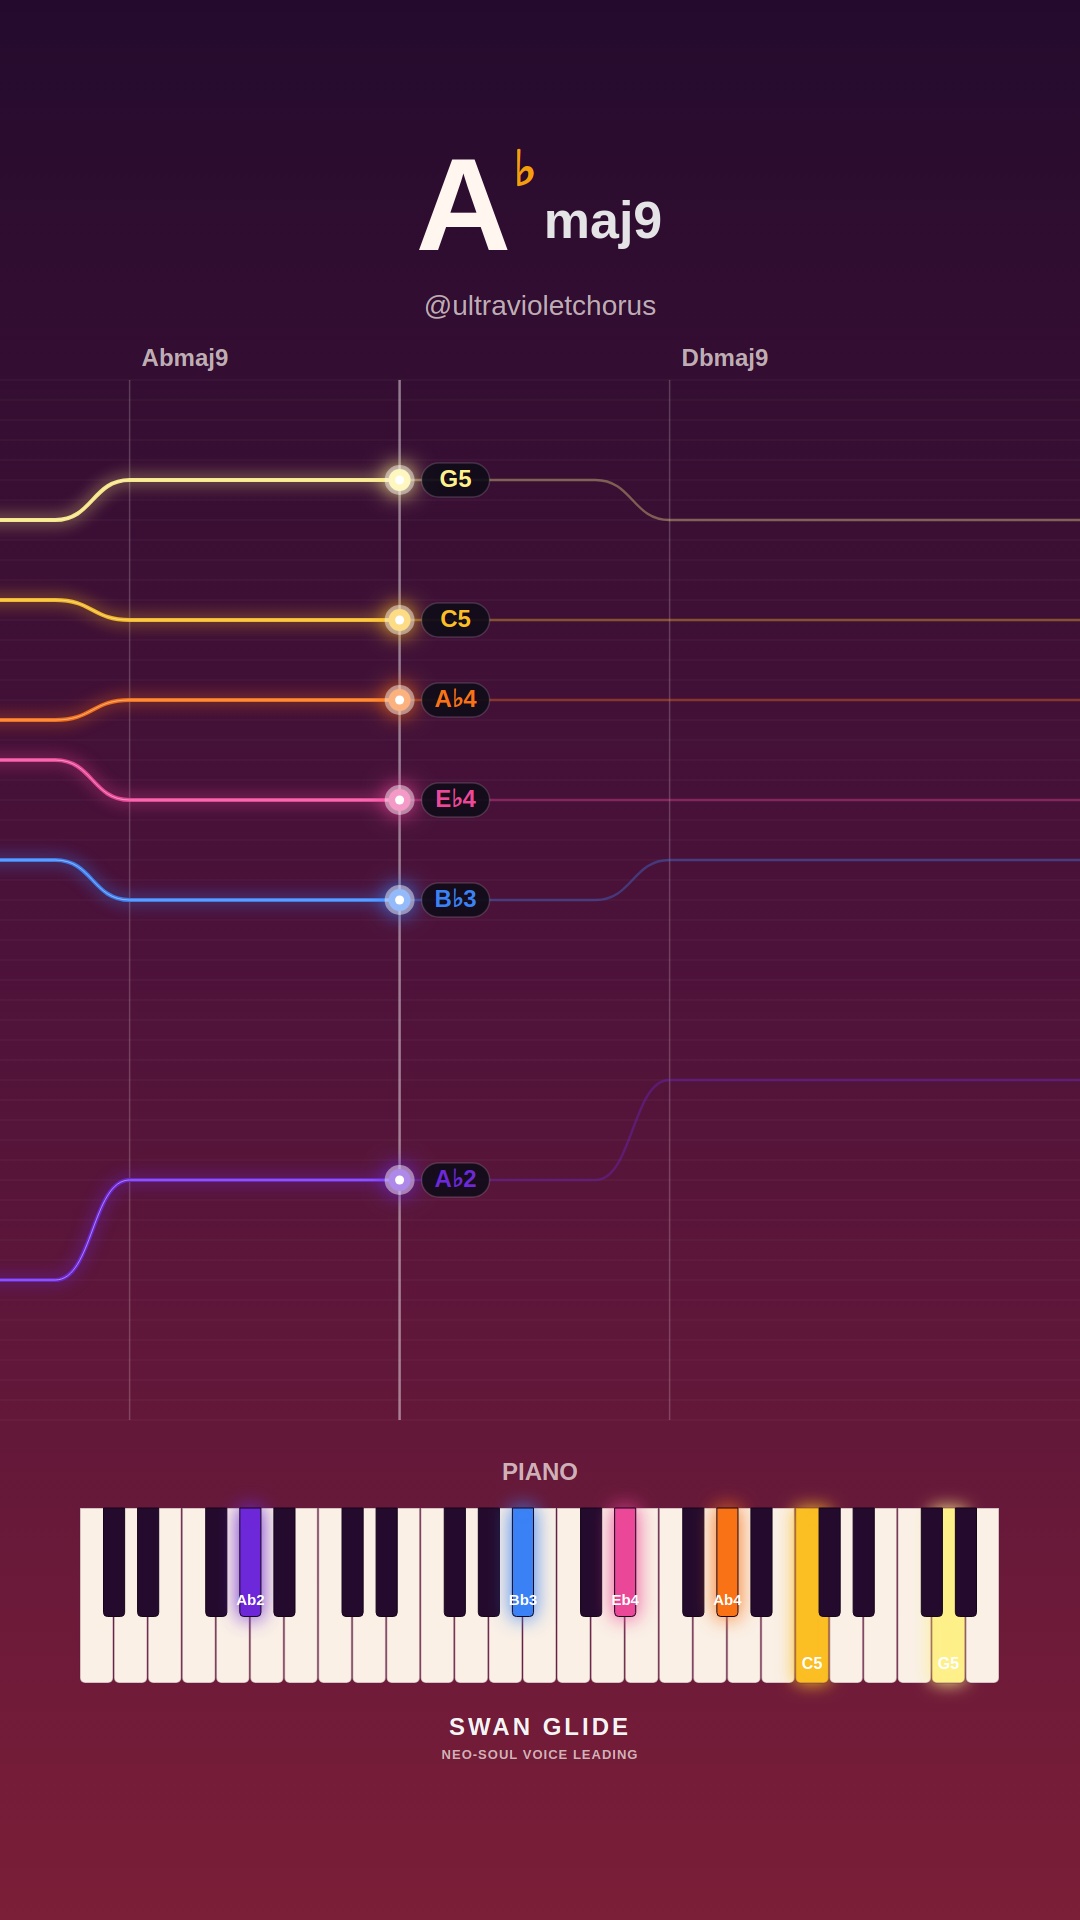 A♭maj9
@ultravioletchorus
Abmaj9 Dbmaj9
G5
C5
A♭4
E♭4
B♭3
A♭2
PIANO
Ab2 Bb3 Eb4 Ab4
C5 G5
SWAN GLIDE
NEO-SOUL VOICE LEADING